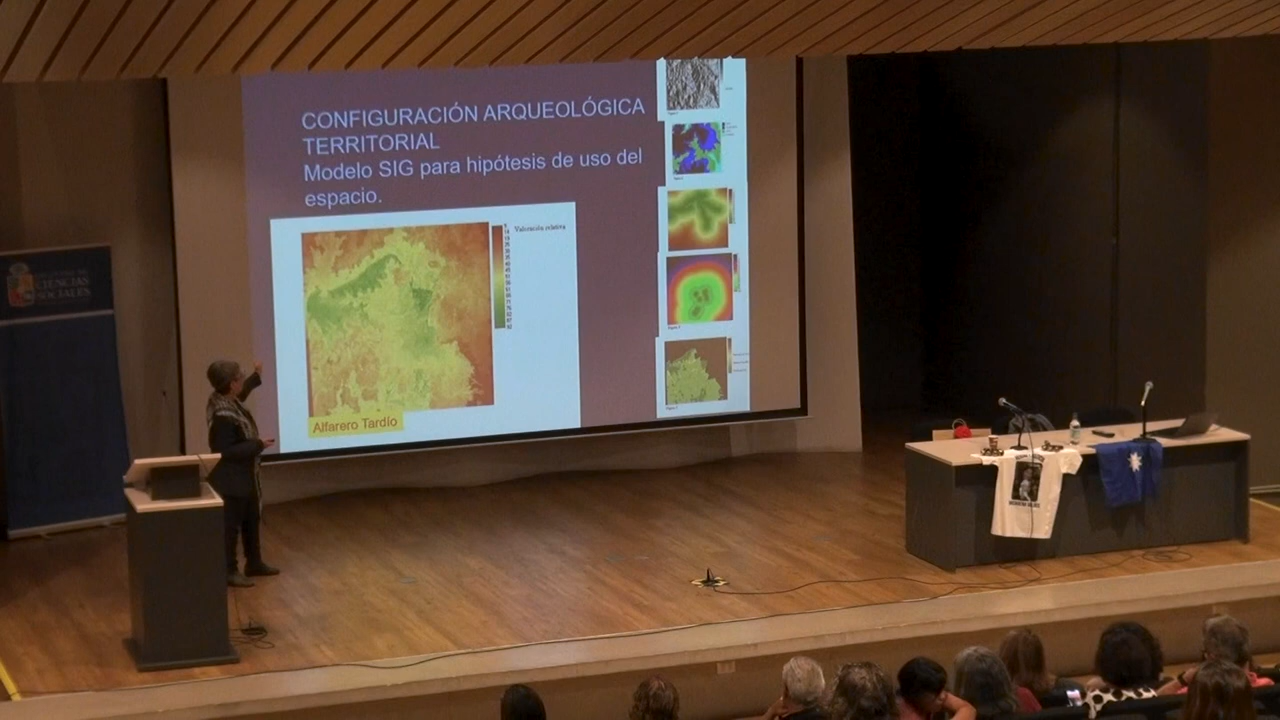 CONFIGURACIÓN ARQUEOLÓGICA
TERRITORIAL
Modelo SIG para hipótesis de uso del
espacio.
Valoración relativa
Alfarero Tardío
CIENCIAS
SOCIALES